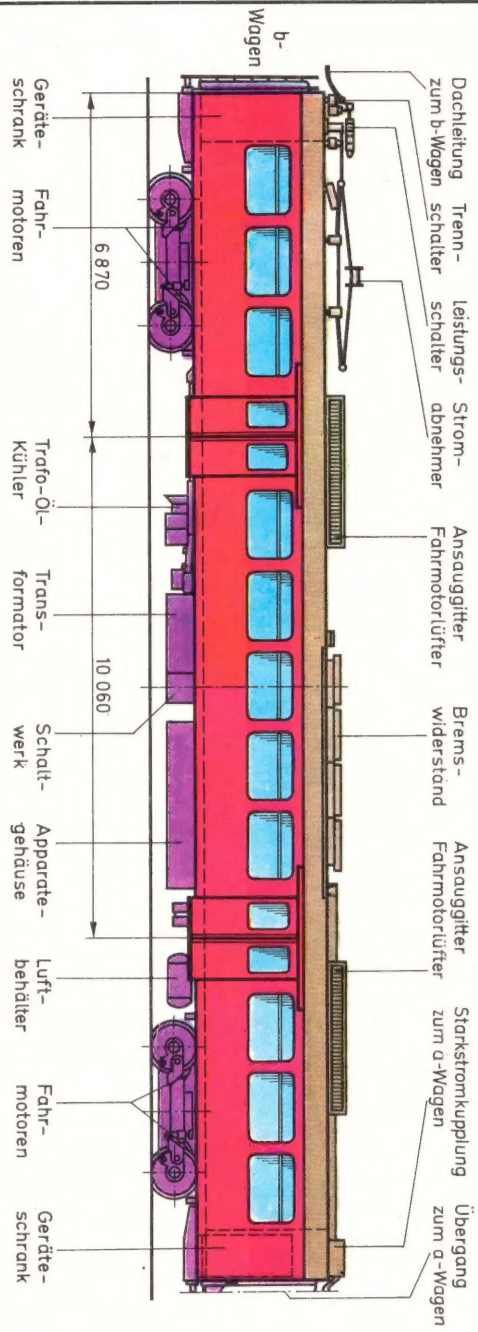 Dachleitung
zum b-Wagen
Trenn-
schalter
Leistungs-
schalter
Strom-
abnehmer
Ansauggitter
Fahrmotorlüfter
Brems-
widerstand
Ansauggitter
Fahrmotorlüfter
Starkstromkupplung
zum a-Wagen
Übergang
zum a-Wagen
b-
Wagen
6 870
10 060
Geräte-
schrank
Fahr-
motoren
Trafo-Öl-
Kühler
Trans-
formator
Schalt-
werk
Apparate-
gehäuse
Luft-
behälter
Fahr-
motoren
Geräte-
schrank